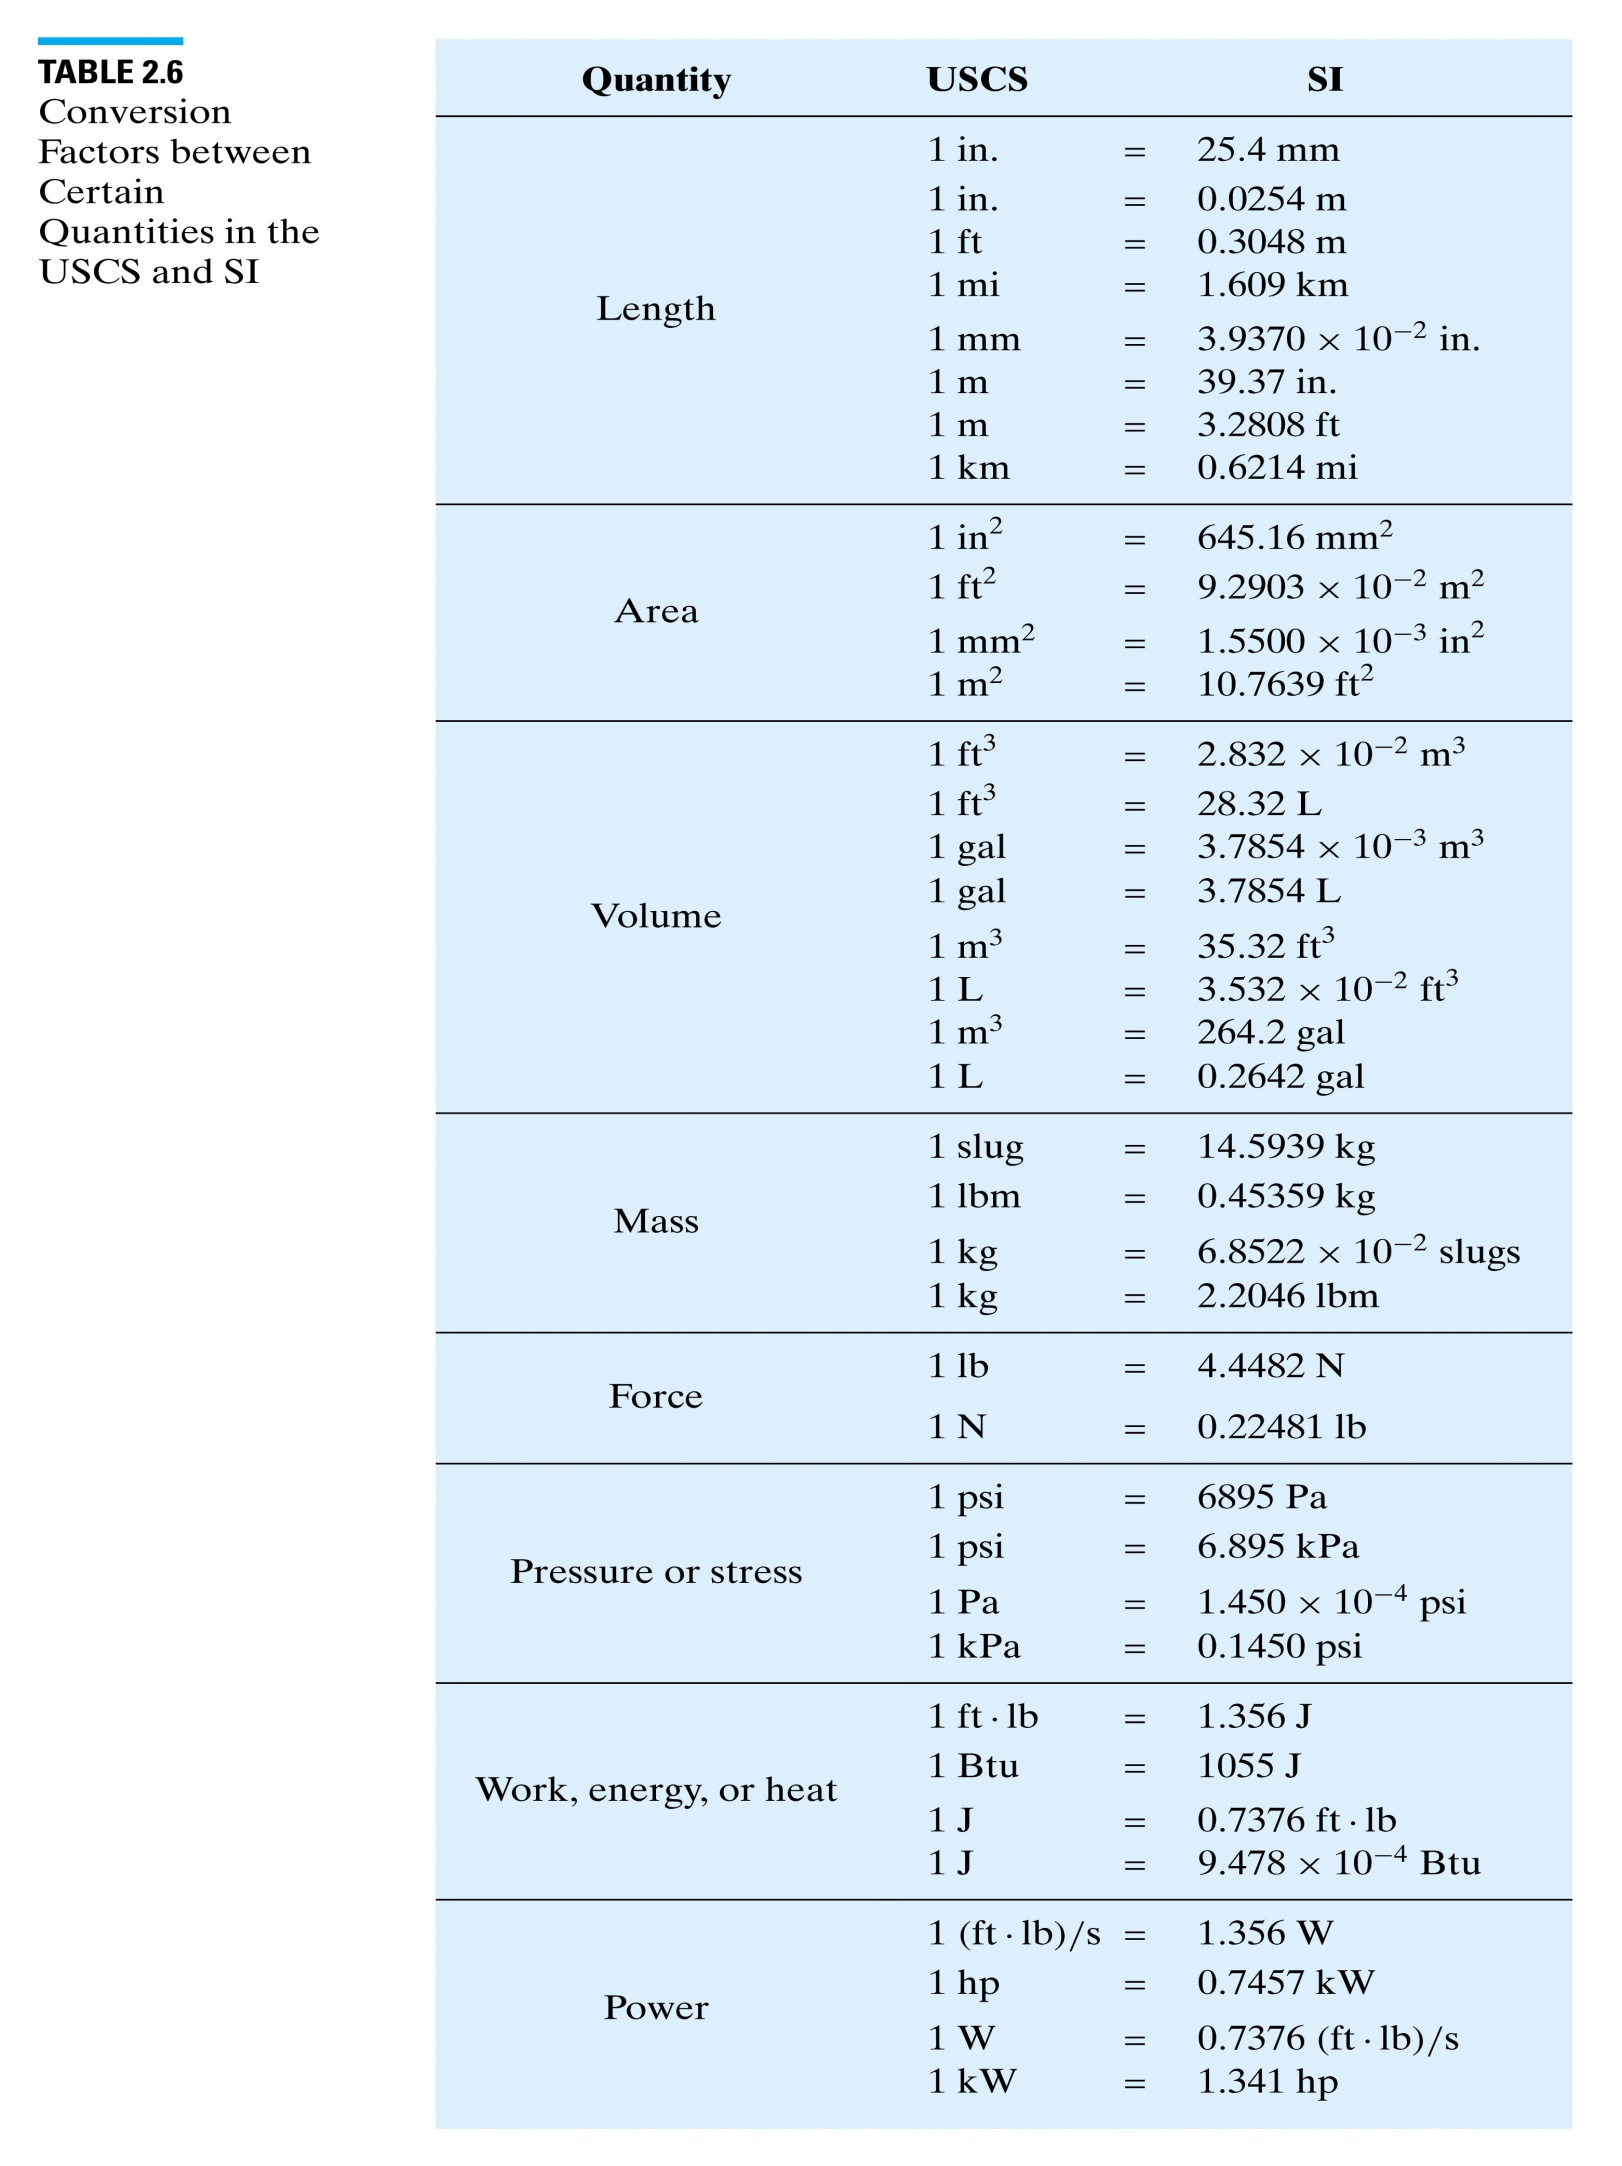 TABLE 2.6
Conversion
Factors between
Certain
Quantities in the
USCS and SI
Quantity USCS SI
Length
1 in. = 25.4 mm
1 in. = 0.0254 m
1 ft = 0.3048 m
1 mi = 1.609 km
1 mm = 3.9370 × 10⁻² in.
1 m = 39.37 in.
1 m = 3.2808 ft
1 km = 0.6214 mi
Area
1 in² = 645.16 mm²
1 ft² = 9.2903 × 10⁻² m²
1 mm² = 1.5500 × 10⁻³ in²
1 m² = 10.7639 ft²
Volume
1 ft³ = 2.832 × 10⁻² m³
1 ft³ = 28.32 L
1 gal = 3.7854 × 10⁻³ m³
1 gal = 3.7854 L
1 m³ = 35.32 ft³
1 L = 3.532 × 10⁻² ft³
1 m³ = 264.2 gal
1 L = 0.2642 gal
Mass
1 slug = 14.5939 kg
1 lbm = 0.45359 kg
1 kg = 6.8522 × 10⁻² slugs
1 kg = 2.2046 lbm
Force
1 lb = 4.4482 N
1 N = 0.22481 lb
Pressure or stress
1 psi = 6895 Pa
1 psi = 6.895 kPa
1 Pa = 1.450 × 10⁻⁴ psi
1 kPa = 0.1450 psi
Work, energy, or heat
1 ft · lb = 1.356 J
1 Btu = 1055 J
1 J = 0.7376 ft · lb
1 J = 9.478 × 10⁻⁴ Btu
Power
1 (ft · lb)/s = 1.356 W
1 hp = 0.7457 kW
1 W = 0.7376 (ft · lb)/s
1 kW = 1.341 hp